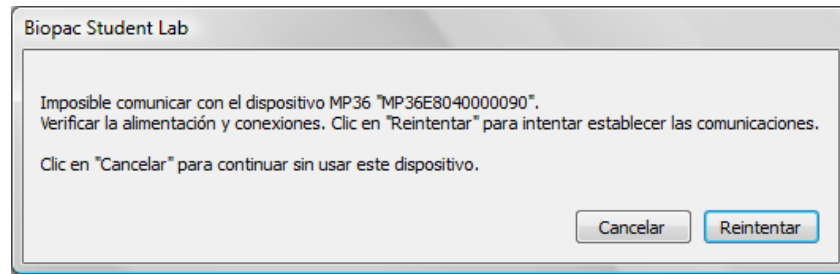 Biopac Student Lab
Imposible comunicar con el dispositivo MP36 "MP36E8040000090".
Verificar la alimentación y conexiones. Clic en "Reintentar" para intentar establecer las comunicaciones.
Clic en "Cancelar" para continuar sin usar este dispositivo.
Cancelar Reintentar